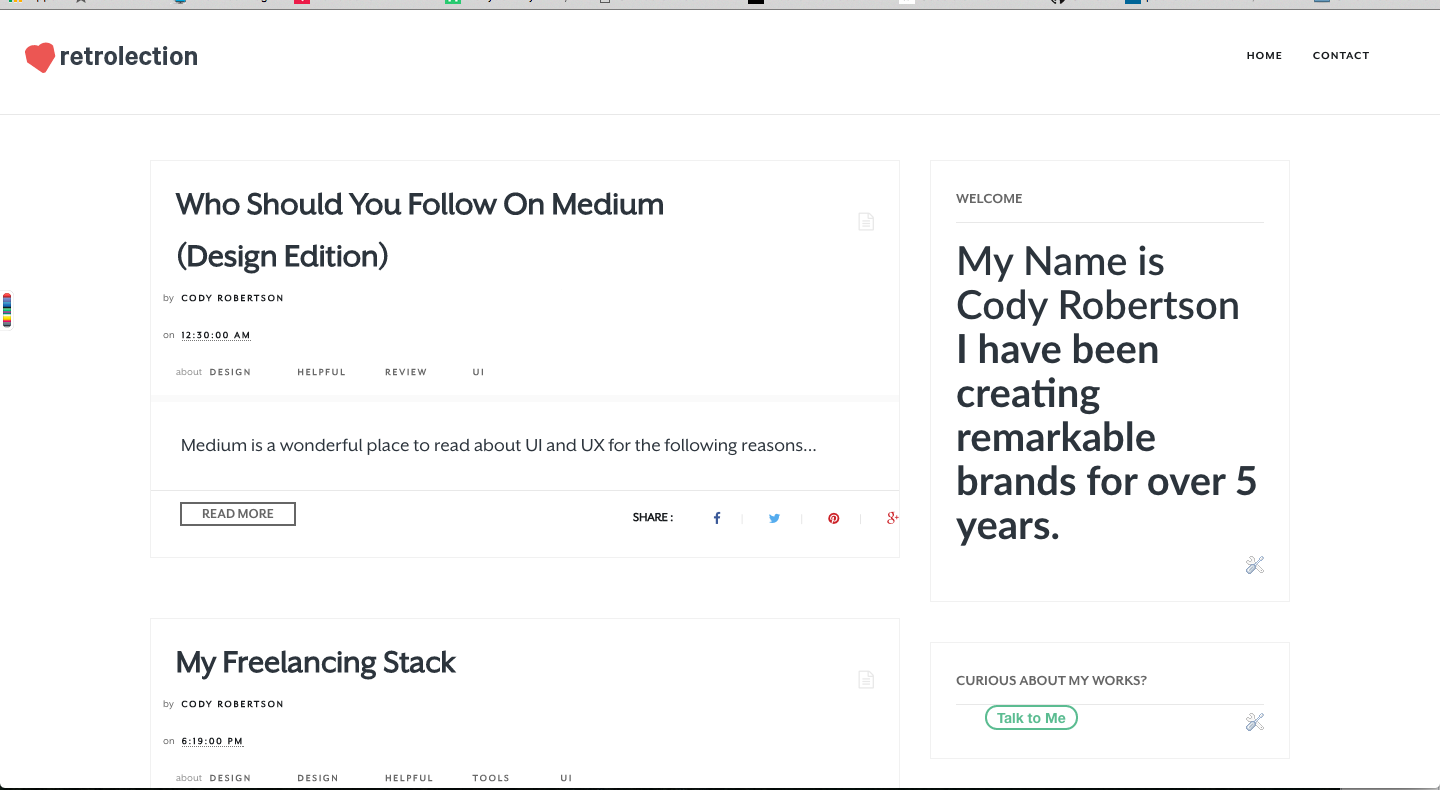 retrolection
HOME CONTACT
Who Should You Follow On Medium
(Design Edition)
by CODY ROBERTSON
on 12:30:00 AM
about DESIGN HELPFUL REVIEW UI
Medium is a wonderful place to read about UI and UX for the following reasons...
READ MORE
SHARE :
My Freelancing Stack
by CODY ROBERTSON
on 6:19:00 PM
about DESIGN DESIGN HELPFUL TOOLS UI
WELCOME
My Name is
Cody Robertson
I have been
creating
remarkable
brands for over 5
years.
CURIOUS ABOUT MY WORKS?
Talk to Me